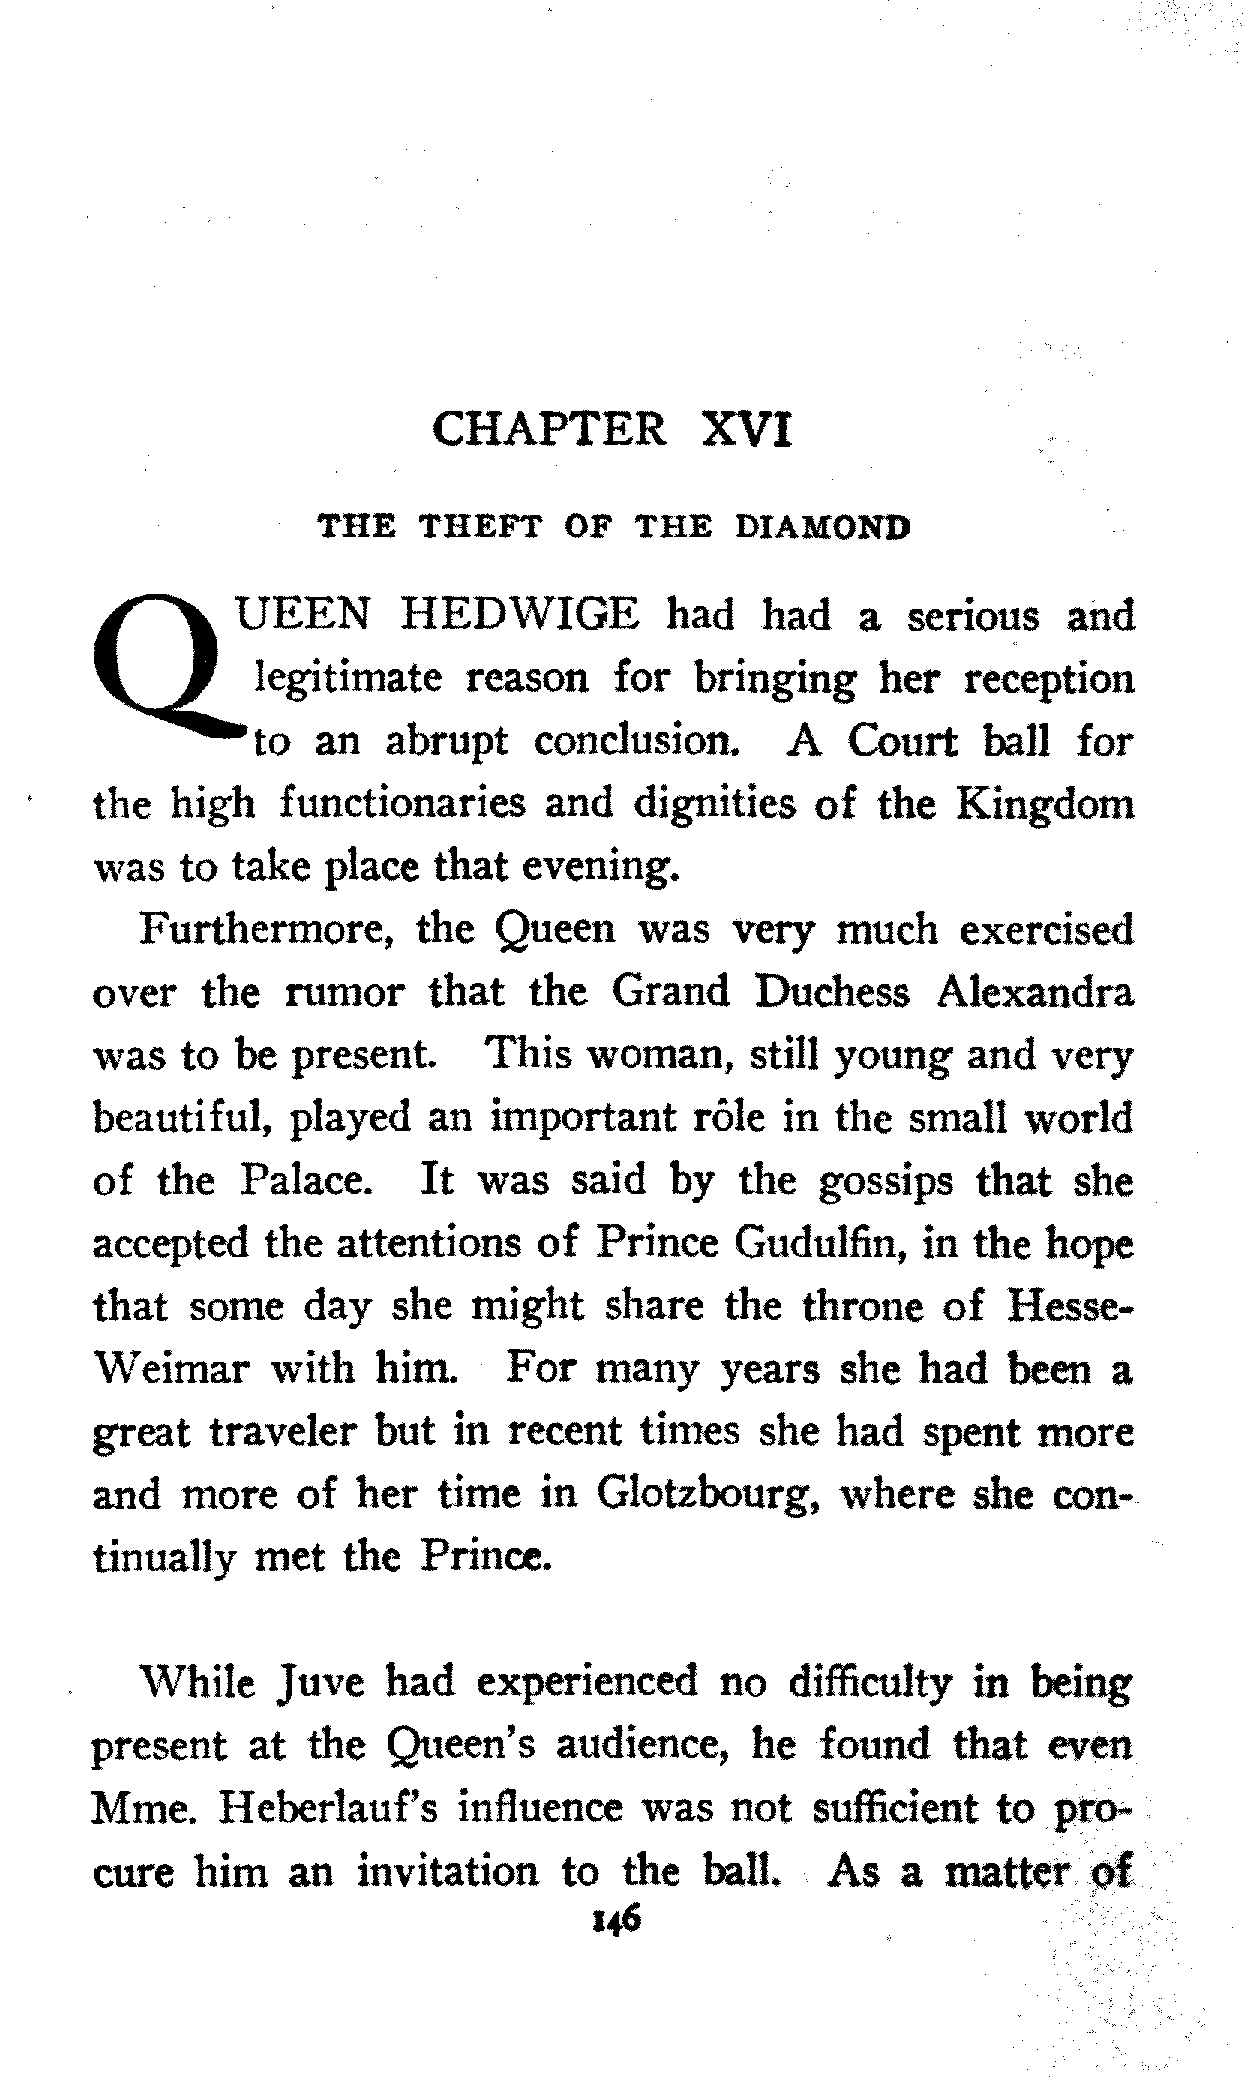 CHAPTER XVI
THE THEFT OF THE DIAMOND
QUEEN HEDWIGE had had a serious and
legitimate reason for bringing her reception
to an abrupt conclusion. A Court ball for
the high functionaries and dignities of the Kingdom
was to take place that evening.
Furthermore, the Queen was very much exercised
over the rumor that the Grand Duchess Alexandra
was to be present. This woman, still young and very
beautiful, played an important rôle in the small world
of the Palace. It was said by the gossips that she
accepted the attentions of Prince Gudulfin, in the hope
that some day she might share the throne of Hesse-
Weimar with him. For many years she had been a
great traveler but in recent times she had spent more
and more of her time in Glotzbourg, where she con-
tinually met the Prince.
While Juve had experienced no difficulty in being
present at the Queen's audience, he found that even
Mme. Heberlauf's influence was not sufficient to pro-
cure him an invitation to the ball. As a matter of
146